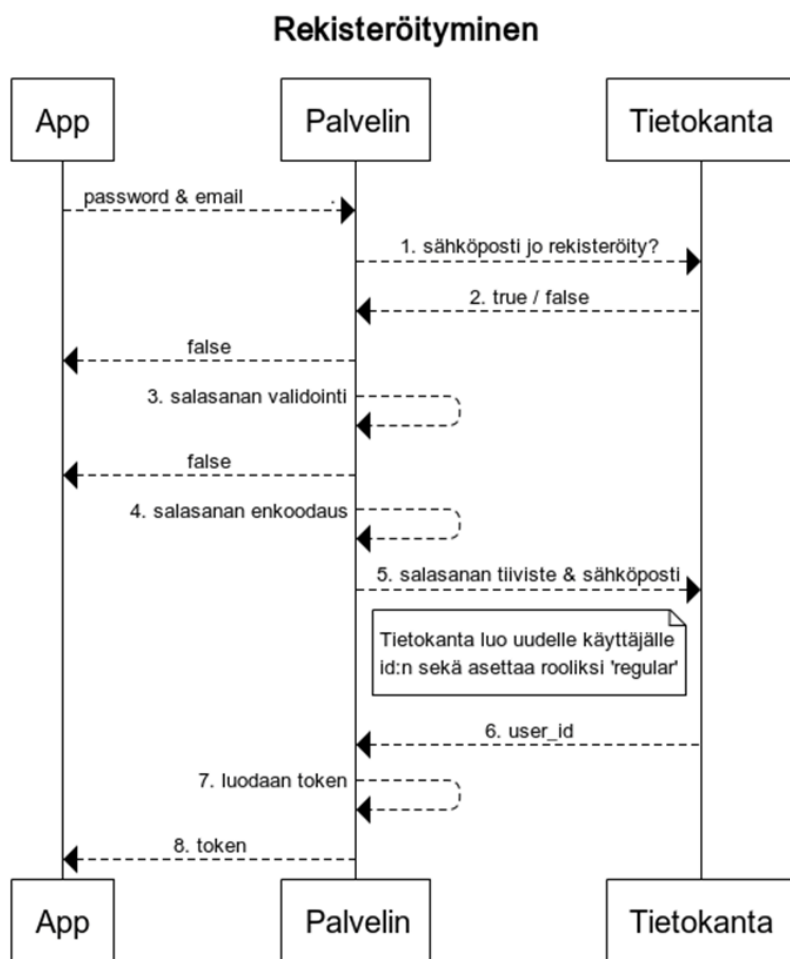 Rekisteröityminen
App
Palvelin
Tietokanta
password & email .
1. sähköposti jo rekisteröity?
2. true / false
false
3. salasanan validointi
false
4. salasanan enkoodaus
5. salasanan tiiviste & sähköposti
Tietokanta luo uudelle käyttäjälle
id:n sekä asettaa rooliksi 'regular'
6. user_id
7. luodaan token
8. token
App
Palvelin
Tietokanta